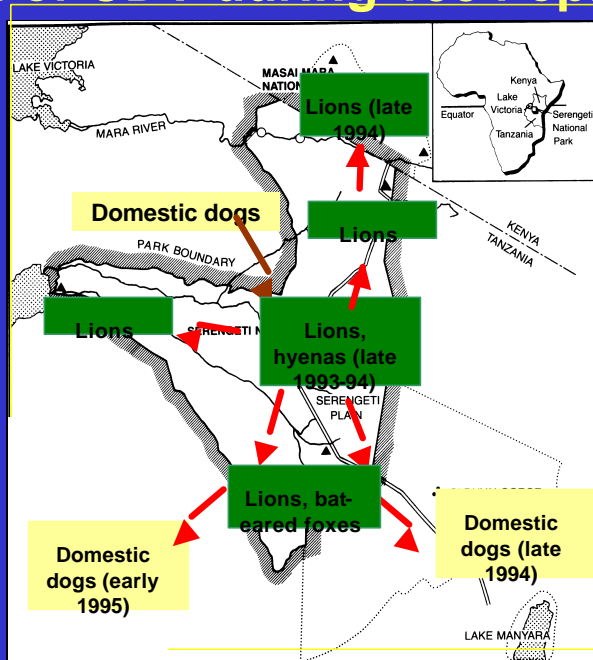 LAKE VICTORIA
MASAI MARA
Lions (late
1994)
MARA RIVER
Kenya
Lake
Victoria
Equator
Serengeti
National
Park
Tanzania
Domestic dogs
Lions
KENYA
TANZANIA
PARK BOUNDARY
Lions
Lions,
hyenas (late
1993-94)
SERENGETI
PLAIN
Lions, bat-
eared foxes
Domestic
dogs (late
1994)
Domestic
dogs (early
1995)
LAKE MANYARA